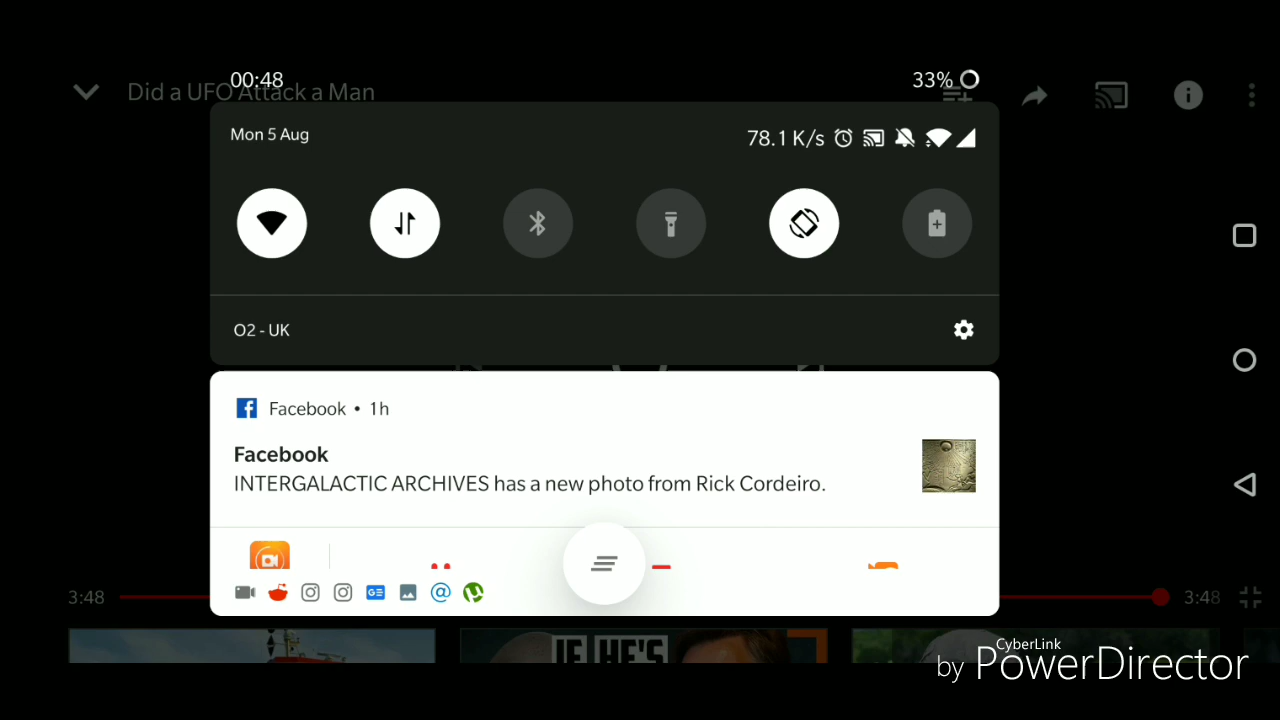 00:48
33%
Did a UFO Attack a Man
Mon 5 Aug
78.1 K/s
O2 - UK
Facebook • 1h
Facebook
INTERGALACTIC ARCHIVES has a new photo from Rick Cordeiro.
3:48
3:48
IF HE'S
CyberLink
by PowerDirector